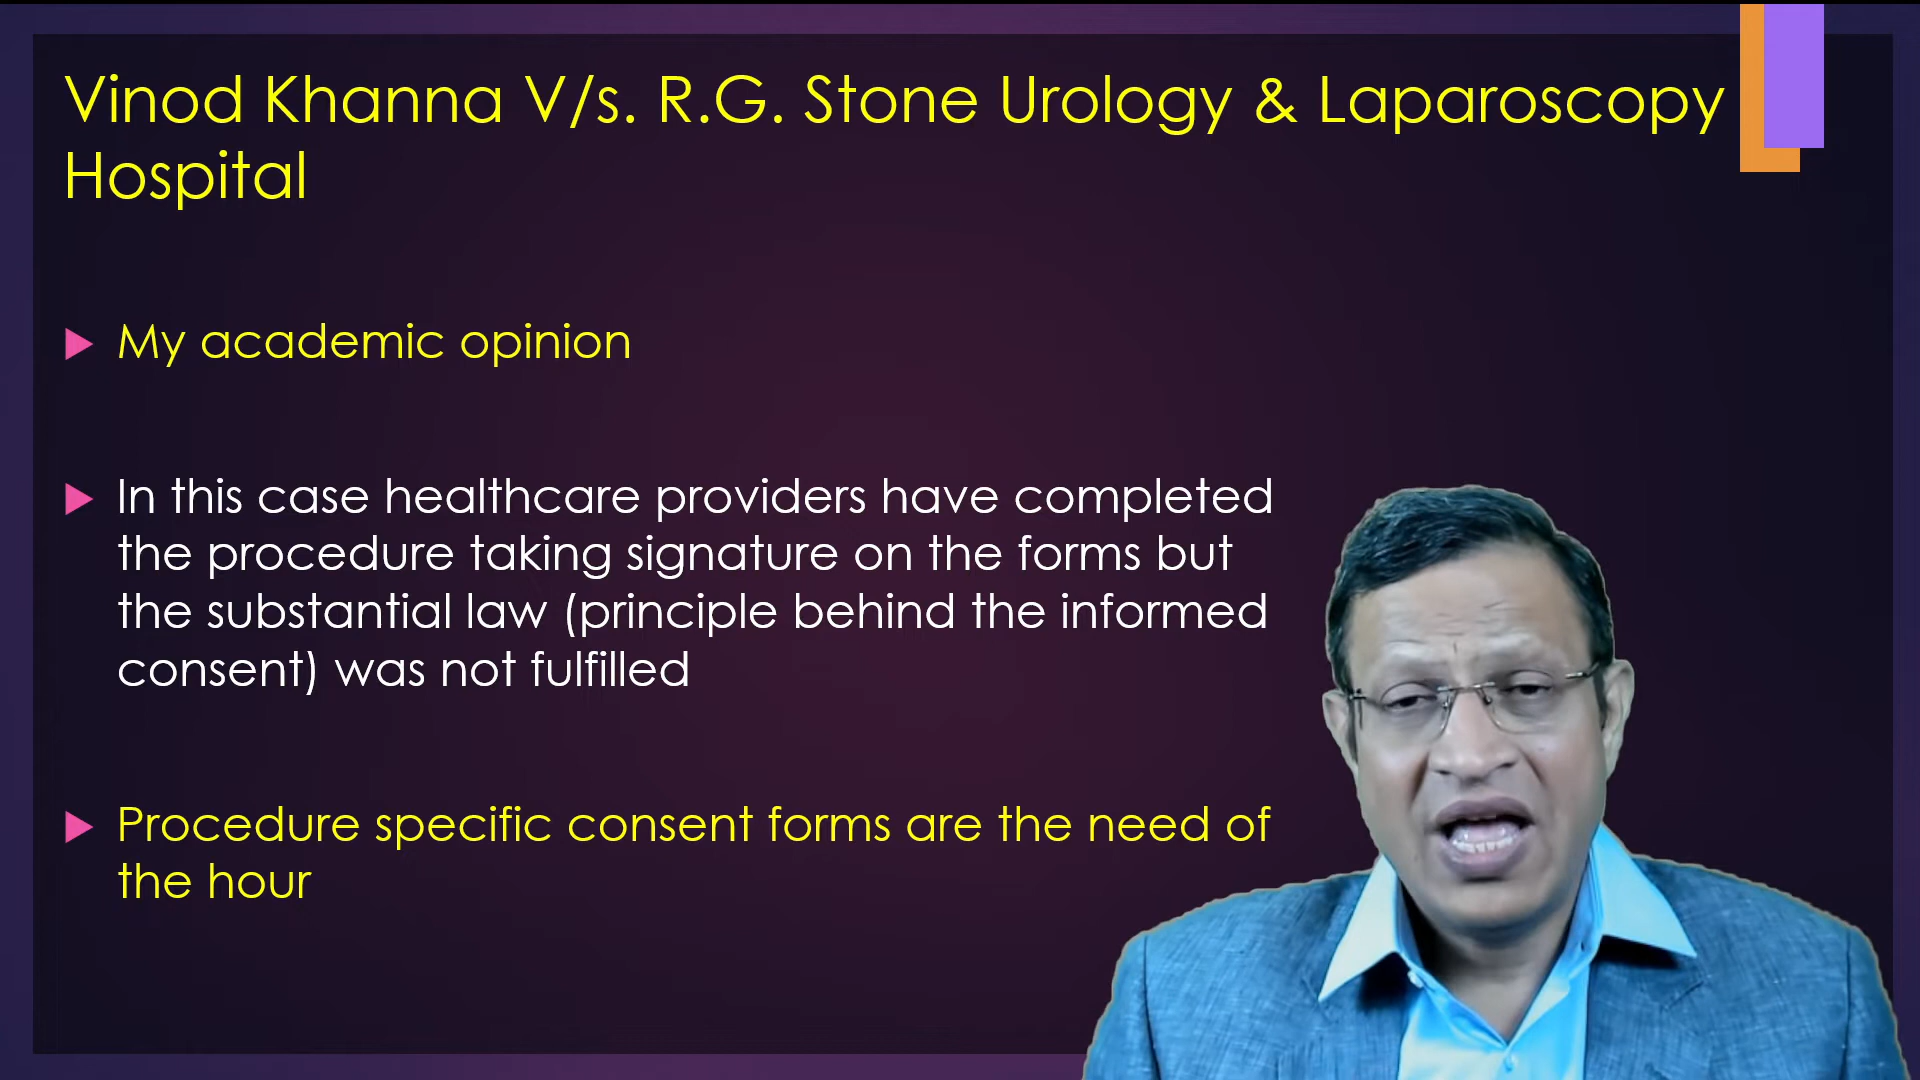 Vinod Khanna V/s. R.G. Stone Urology & Laparoscopy
Hospital
My academic opinion
In this case healthcare providers have completed
the procedure taking signature on the forms but
the substantial law (principle behind the informed
consent) was not fulfilled
Procedure specific consent forms are the need of
the hour